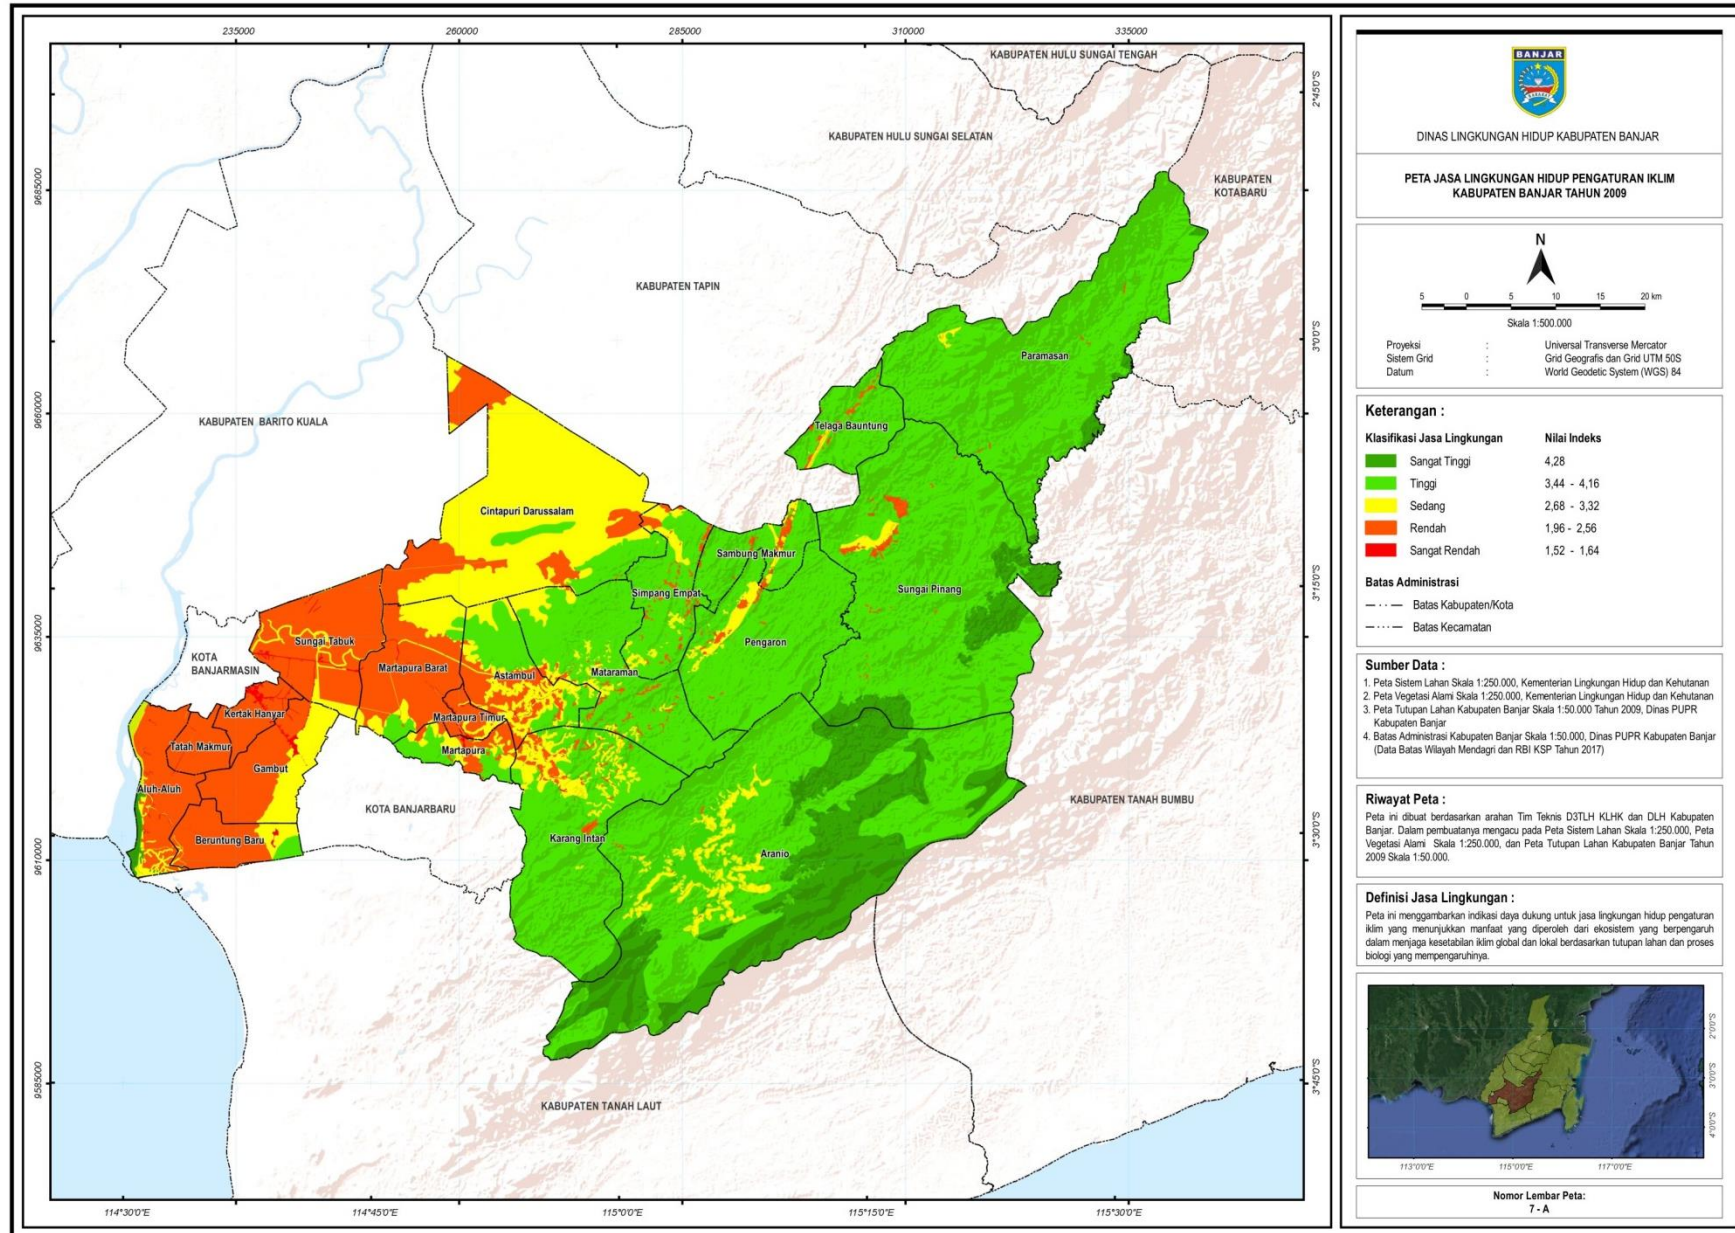 235000
260000
285000
310000
335000
KABUPATEN HULU SUNGAI TENGAH
2°45'0"S
KABUPATEN HULU SUNGAI SELATAN
KABUPATEN
KOTABARU
9685000
KABUPATEN TAPIN
3°0'0"S
Paramasan
9660000
KABUPATEN BARITO KUALA
Telaga Bauntung
Cintapuri Darussalam
Sambung Makmur
Simpang Empat
Sungai Pinang
3°15'0"S
9635000
Sungai Tabuk
Pengaron
KOTA
BANJARMASIN
Martapura Barat
Astambul
Mataraman
Kertak Hanyar
Martapura Timur
Tatah Makmur
Martapura
Gambut
Aluh-Aluh
KOTA BANJARBARU
KABUPATEN TANAH BUMBU
Beruntung Baru
Karang Intan
Aranio
3°30'0"S
9610000
9585000
3°45'0"S
KABUPATEN TANAH LAUT
114°30'0"E
114°45'0"E
115°0'0"E
115°15'0"E
115°30'0"E
BANJAR
DINAS LINGKUNGAN HIDUP KABUPATEN BANJAR
PETA JASA LINGKUNGAN HIDUP PENGATURAN IKLIM
KABUPATEN BANJAR TAHUN 2009
N
5 0 5 10 15 20 km
Skala 1:500.000
Proyeksi : Universal Transverse Mercator
Sistem Grid : Grid Geografis dan Grid UTM 50S
Datum : World Geodetic System (WGS) 84
Keterangan :
Klasifikasi Jasa Lingkungan Nilai Indeks
Sangat Tinggi 4,28
Tinggi 3,44 - 4,16
Sedang 2,68 - 3,32
Rendah 1,96 - 2,56
Sangat Rendah 1,52 - 1,64
Batas Administrasi
Batas Kabupaten/Kota
Batas Kecamatan
Sumber Data :
1. Peta Sistem Lahan Skala 1:250.000, Kementerian Lingkungan Hidup dan Kehutanan
2. Peta Vegetasi Alami Skala 1:250.000, Kementerian Lingkungan Hidup dan Kehutanan
3. Peta Tutupan Lahan Kabupaten Banjar Skala 1:50.000 Tahun 2009, Dinas PUPR
Kabupaten Banjar
4. Batas Administrasi Kabupaten Banjar Skala 1:50.000, Dinas PUPR Kabupaten Banjar
(Data Batas Wilayah Mendagri dan RBI KSP Tahun 2017)
Riwayat Peta :
Peta ini dibuat berdasarkan arahan Tim Teknis D3TLH KLHK dan DLH Kabupaten
Banjar. Dalam pembuatanya mengacu pada Peta Sistem Lahan Skala 1:250.000, Peta
Vegetasi Alami Skala 1:250.000, dan Peta Tutupan Lahan Kabupaten Banjar Tahun
2009 Skala 1:50.000.
Definisi Jasa Lingkungan :
Peta ini menggambarkan indikasi daya dukung untuk jasa lingkungan hidup pengaturan
iklim yang menunjukkan manfaat yang diperoleh dari ekosistem yang berpengaruh
dalam menjaga kesetabilan iklim global dan lokal berdasarkan tutupan lahan dan proses
biologi yang mempengaruhinya.
2°0'0"S
3°0'0"S
4°0'0"S
113°0'0"E
115°0'0"E
117°0'0"E
Nomor Lembar Peta:
7 - A